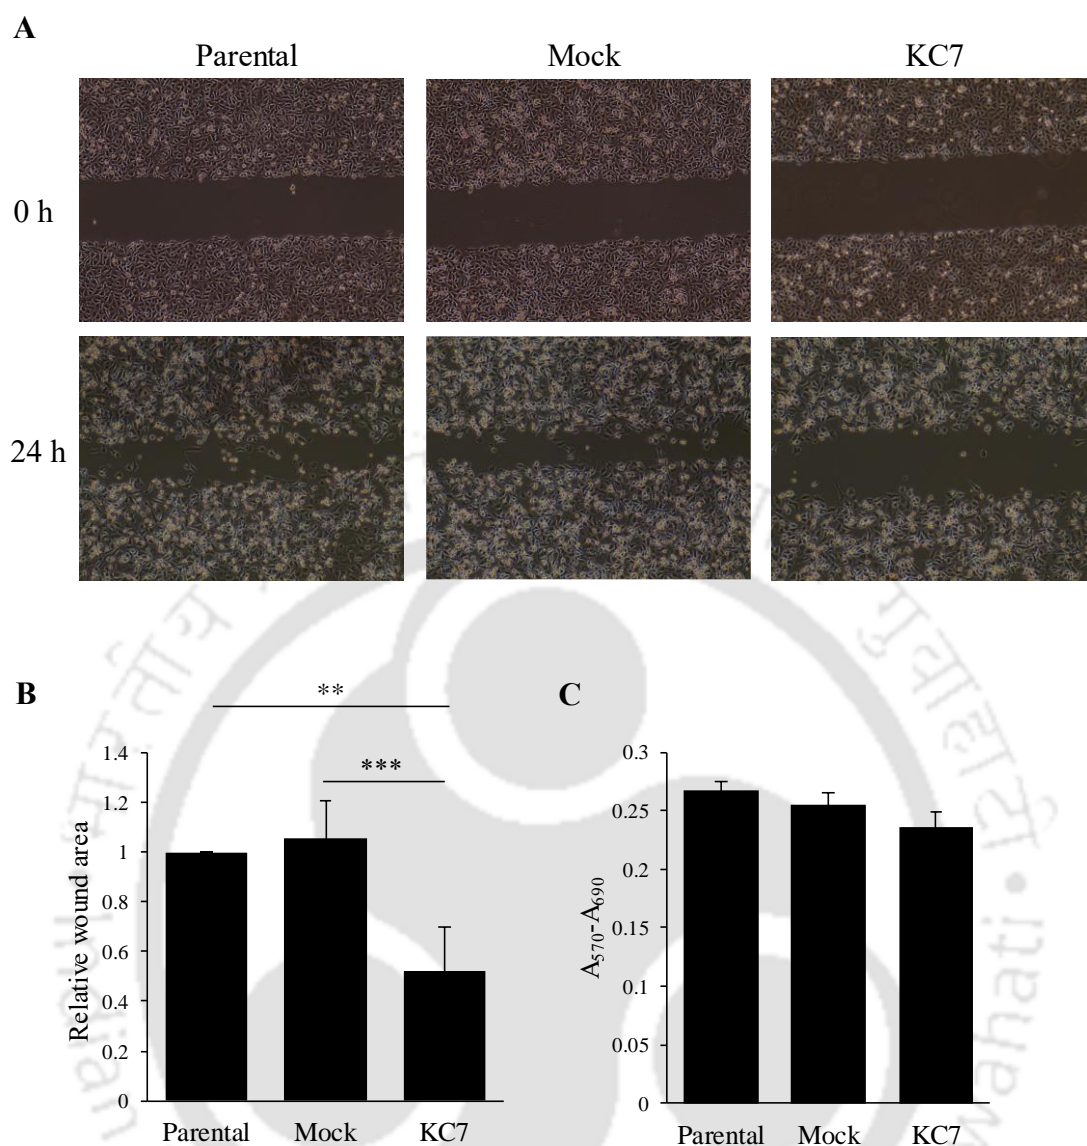 A
Parental Mock KC7
0 h
24 h
B
**
***
Relative wound area
1.4
1.2
1
0.8
0.6
0.4
0.2
0
Parental Mock KC7
C
A₅₇₀-A₆₉₀
0.3
0.25
0.2
0.15
0.1
0.05
0
Parental Mock KC7